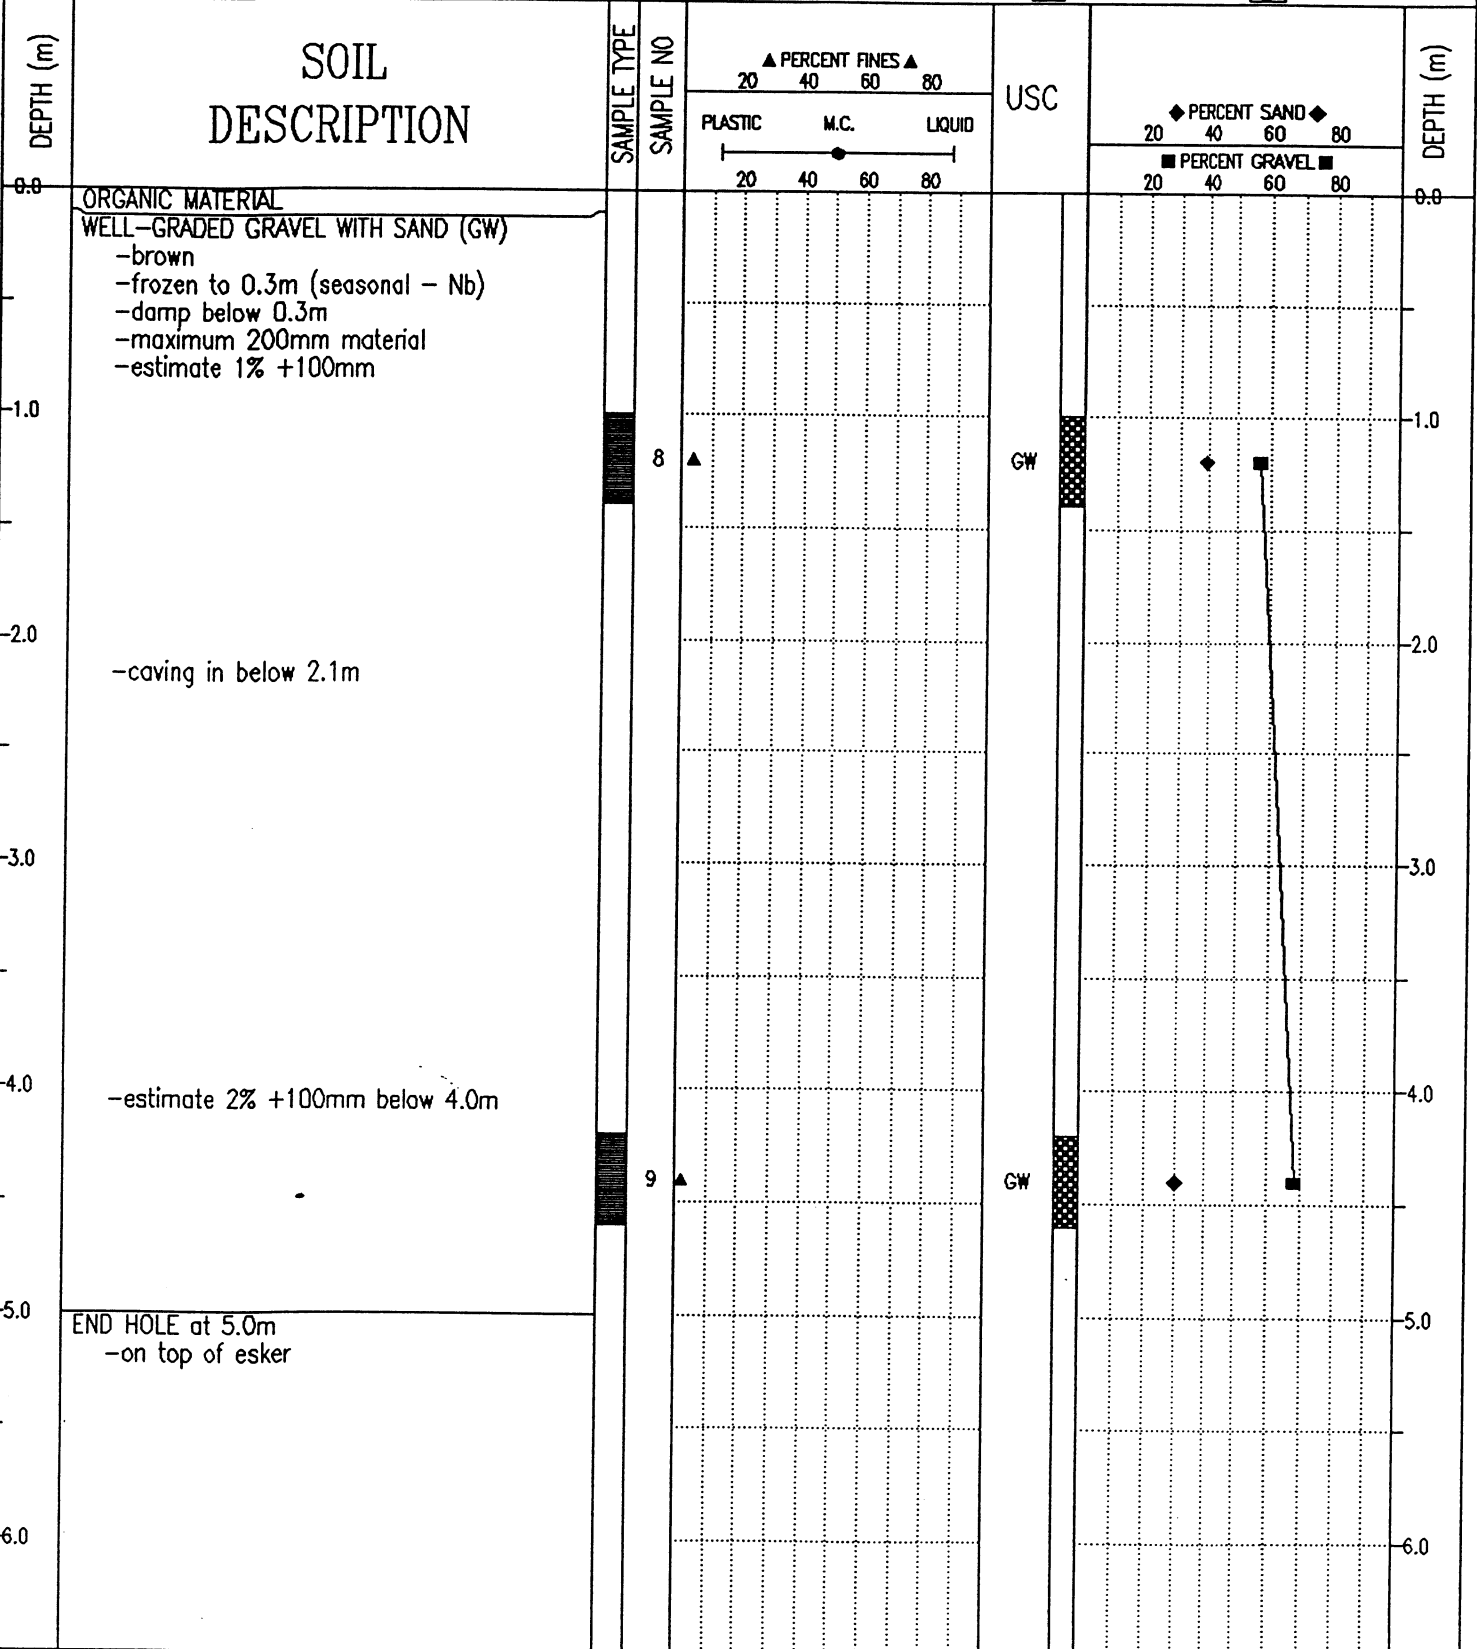 DEPTH (m)
SOIL
DESCRIPTION
SAMPLE TYPE
SAMPLE NO
▲ PERCENT FINES ▲
20 40 60 80
PLASTIC M.C. LIQUID
20 40 60 80
USC
◆ PERCENT SAND ◆
20 40 60 80
■ PERCENT GRAVEL ■
20 40 60 80
DEPTH (m)
0.0 0.0
ORGANIC MATERIAL
WELL-GRADED GRAVEL WITH SAND (GW)
-brown
-frozen to 0.3m (seasonal - Nb)
-damp below 0.3m
-maximum 200mm material
-estimate 1% +100mm
1.0 1.0
8 GW
2.0 2.0
-caving in below 2.1m
3.0 3.0
4.0 4.0
-estimate 2% +100mm below 4.0m
9 GW
5.0 5.0
END HOLE at 5.0m
-on top of esker
6.0 6.0